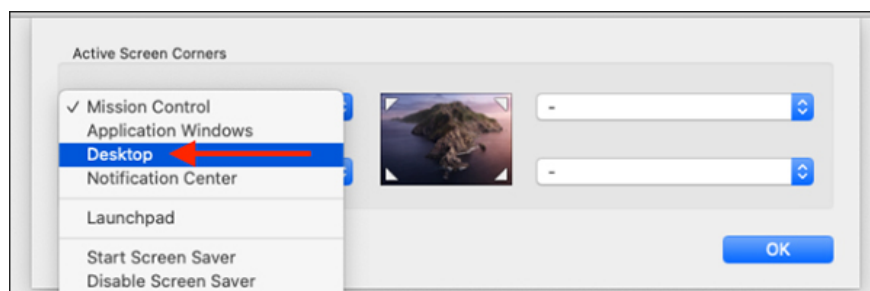 Active Screen Corners
✓ Mission Control
Application Windows
Desktop
Notification Center
Launchpad
Start Screen Saver
Disable Screen Saver
-
-
OK